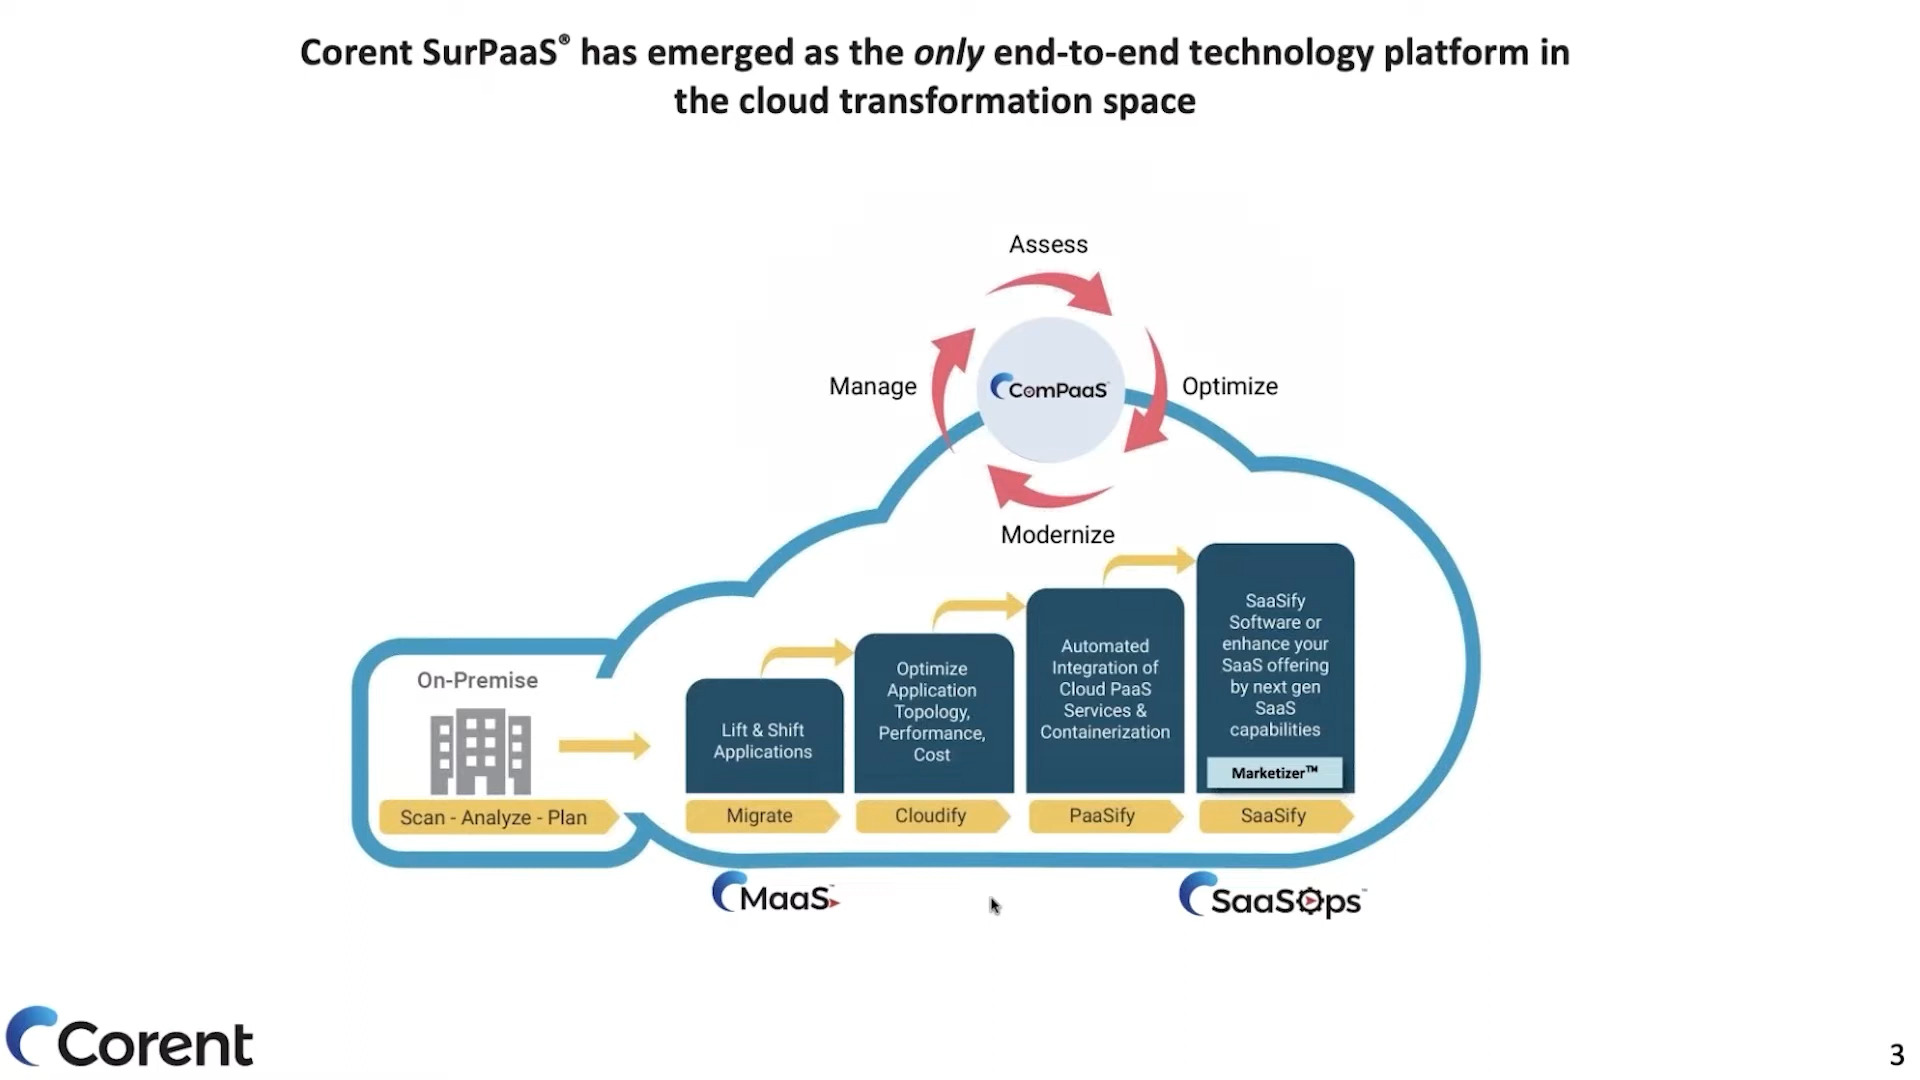 Corent SurPaaS® has emerged as the only end-to-end technology platform in
the cloud transformation space
Assess
Manage
ComPaaS™
Optimize
Modernize
On-Premise
Scan - Analyze - Plan
Lift & Shift
Applications
Migrate
Optimize
Application
Topology,
Performance,
Cost
Cloudify
Automated
Integration of
Cloud PaaS
Services &
Containerization
PaaSify
SaaSify
Software or
enhance your
SaaS offering
by next gen
SaaS
capabilities
Marketizer™
SaaSify
MaaS™
SaaSOps™
Corent
3